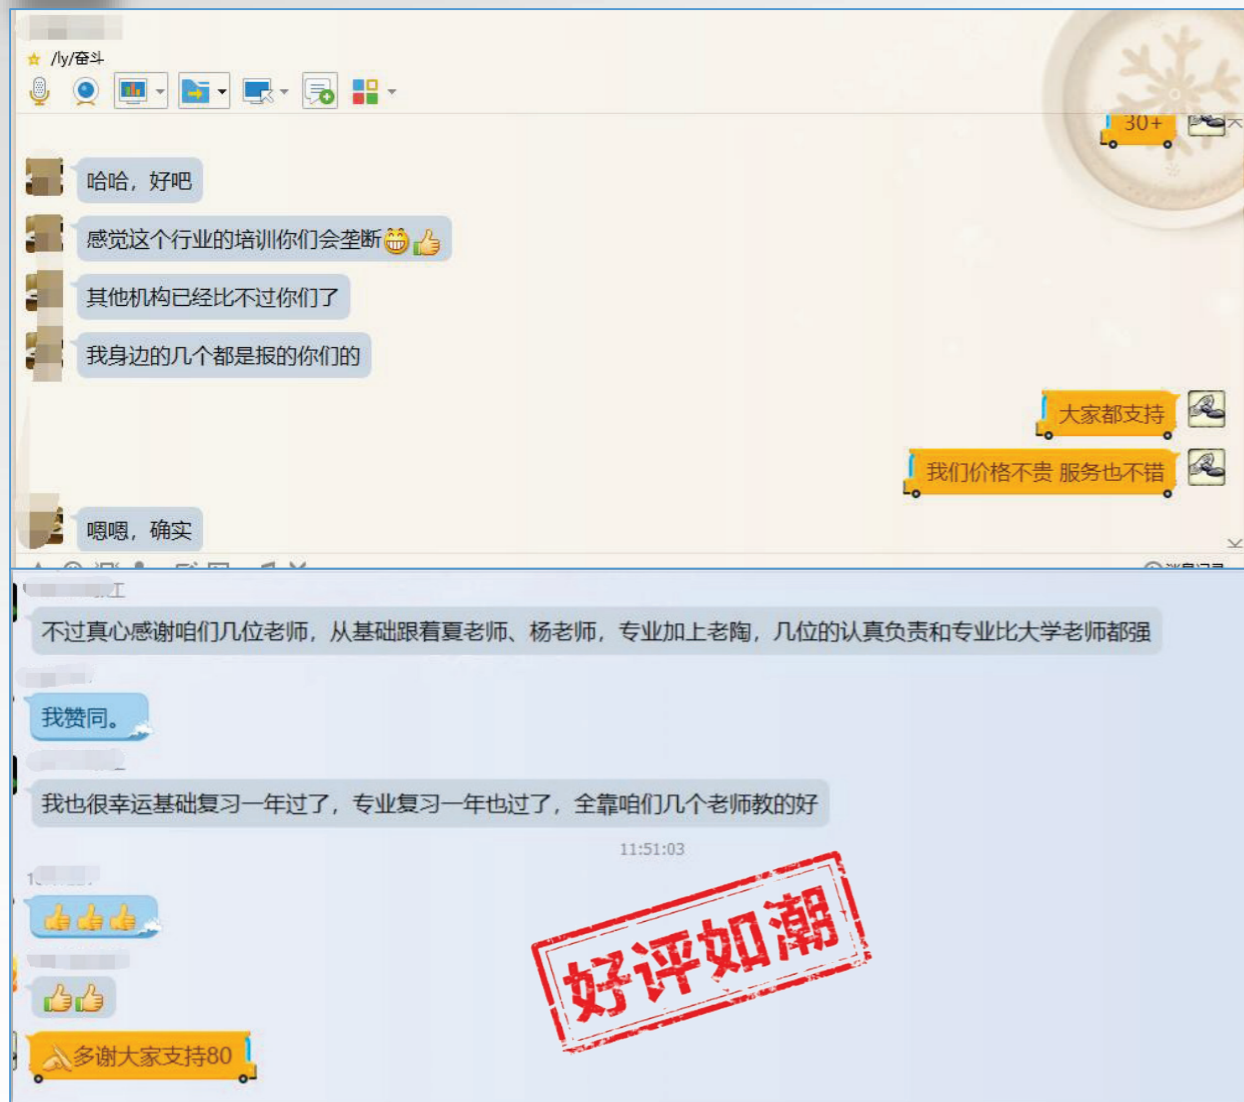 /ly/奋斗
30+
哈哈，好吧
感觉这个行业的培训你们会垄断
其他机构已经比不过你们了
我身边的几个都是报的你们的
大家都支持
我们价格不贵 服务也不错
嗯嗯，确实
不过真心感谢咱们几位老师，从基础跟着夏老师、杨老师，专业加上老陶，几位的认真负责和专业比大学老师都强
我赞同。
我也很幸运基础复习一年过了，专业复习一年也过了，全靠咱们几个老师教的好
11:51:03
好评如潮
多谢大家支持80